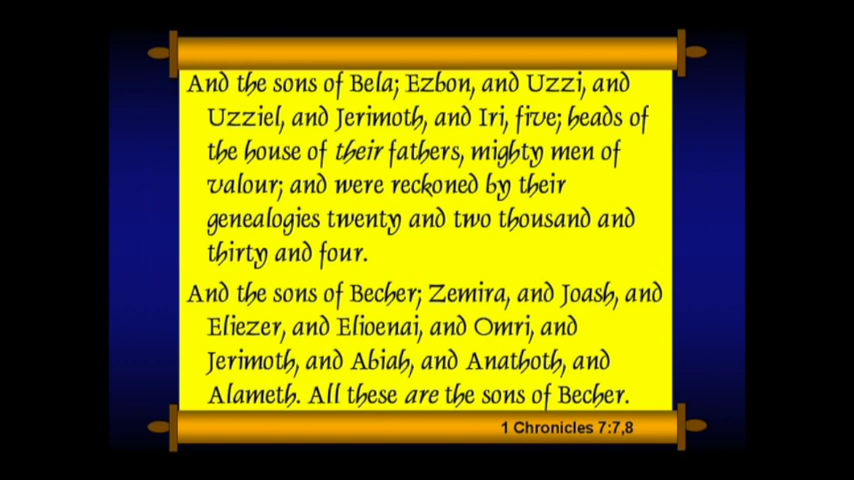 And the sons of Bela; Ezbon, and Uzzi, and
Uzziel, and Jerimoth, and Iri, five; heads of
the house of their fathers, mighty men of
valour; and were reckoned by their
genealogies twenty and two thousand and
thirty and four.
And the sons of Becher; Zemira, and Joash, and
Eliezer, and Elioenai, and Omri, and
Jerimoth, and Abiah, and Anathoth, and
Alameth. All these are the sons of Becher.
1 Chronicles 7:7,8